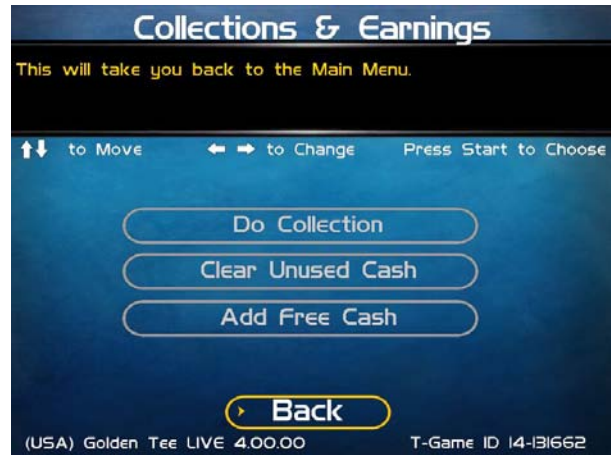 Collections & Earnings
This will take you back to the Main Menu.
to Move to Change Press Start to Choose
Do Collection
Clear Unused Cash
Add Free Cash
Back
(USA) Golden Tee LIVE 4.00.00 T-Game ID 14-131662